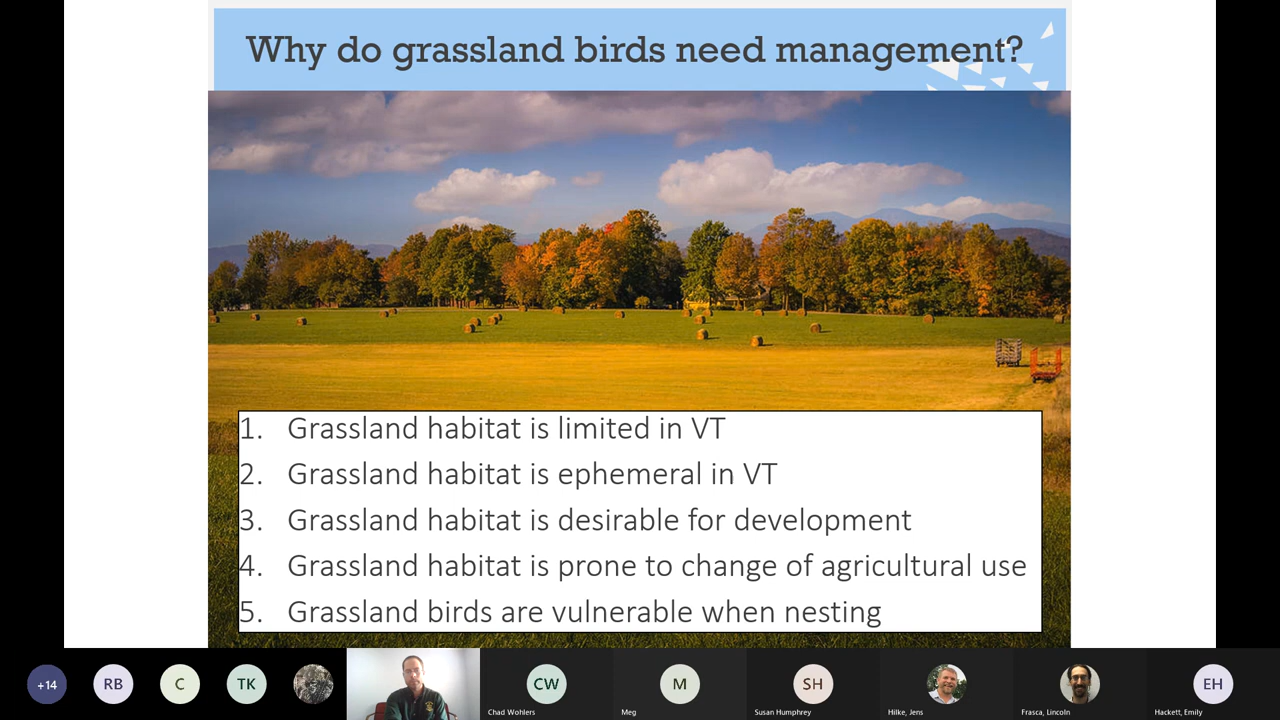 Why do grassland birds need management?
1. Grassland habitat is limited in VT
2. Grassland habitat is ephemeral in VT
3. Grassland habitat is desirable for development
4. Grassland habitat is prone to change of agricultural use
5. Grassland birds are vulnerable when nesting
+14
RB
C
TK
CW
Chad Wohlers
M
Meg
SH
Susan Humphrey
Hilke, Jens
Frasca, Lincoln
EH
Hackett, Emily